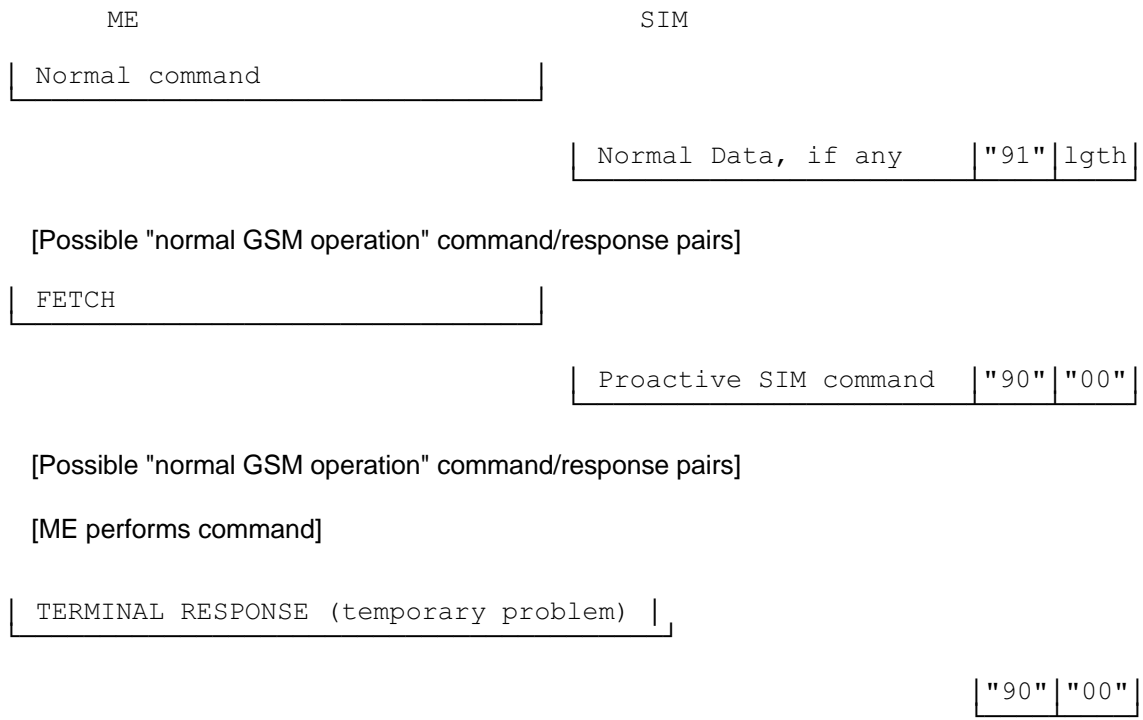 ME SIM
Normal command
Normal Data, if any "91" lgth
[Possible "normal GSM operation" command/response pairs]
FETCH
Proactive SIM command "90" "00"
[Possible "normal GSM operation" command/response pairs]
[ME performs command]
TERMINAL RESPONSE (temporary problem)
"90" "00"